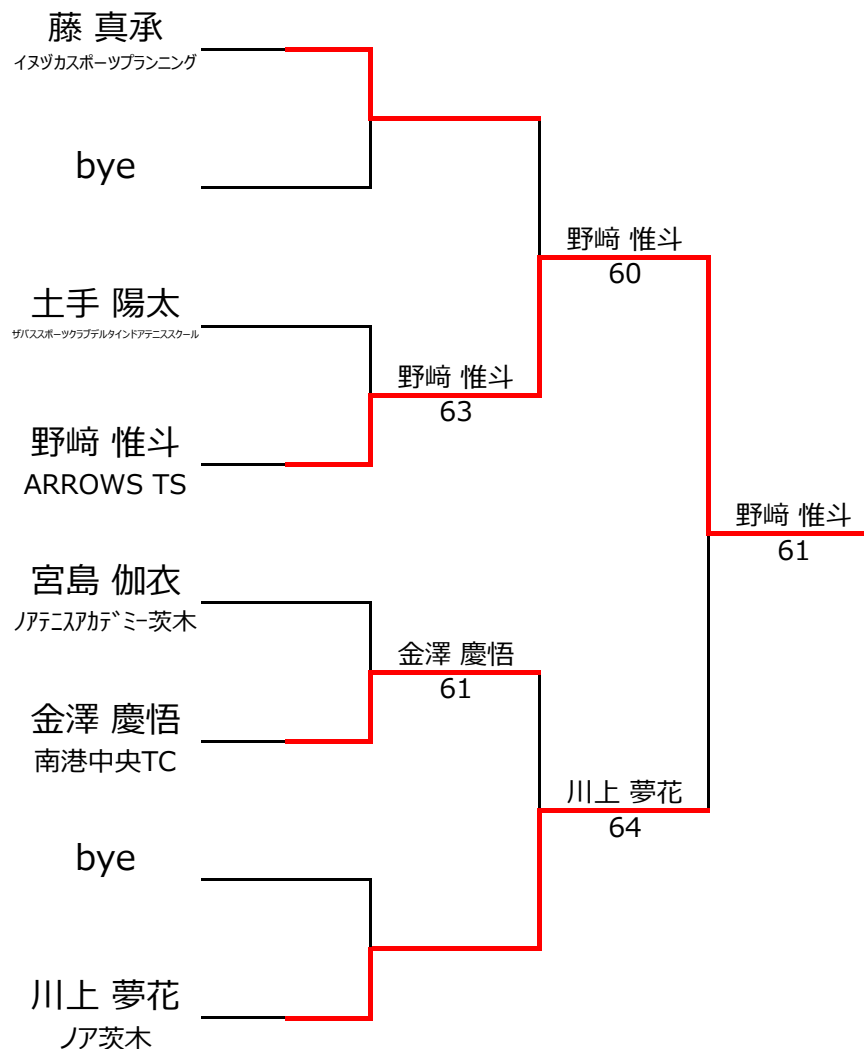 藤 真承
イヌヅカスポーツプランニング
bye
土手 陽太
ザバススポーツクラブデルタインドアテニススクール
野﨑 惟斗
ARROWS TS
宮島 伽衣
ﾉｱﾃﾆｽｱｶﾃﾞﾐｰ茨木
金澤 慶悟
南港中央TC
bye
川上 夢花
ノア茨木
野﨑 惟斗
63
金澤 慶悟
61
野﨑 惟斗
60
川上 夢花
64
野﨑 惟斗
61